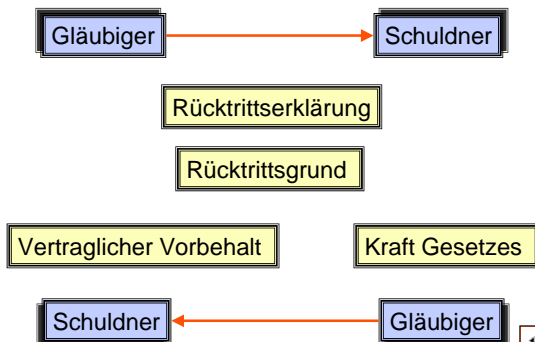 Gläubiger Schuldner
Rücktrittserklärung
Rücktrittsgrund
Vertraglicher Vorbehalt Kraft Gesetzes
Schuldner Gläubiger